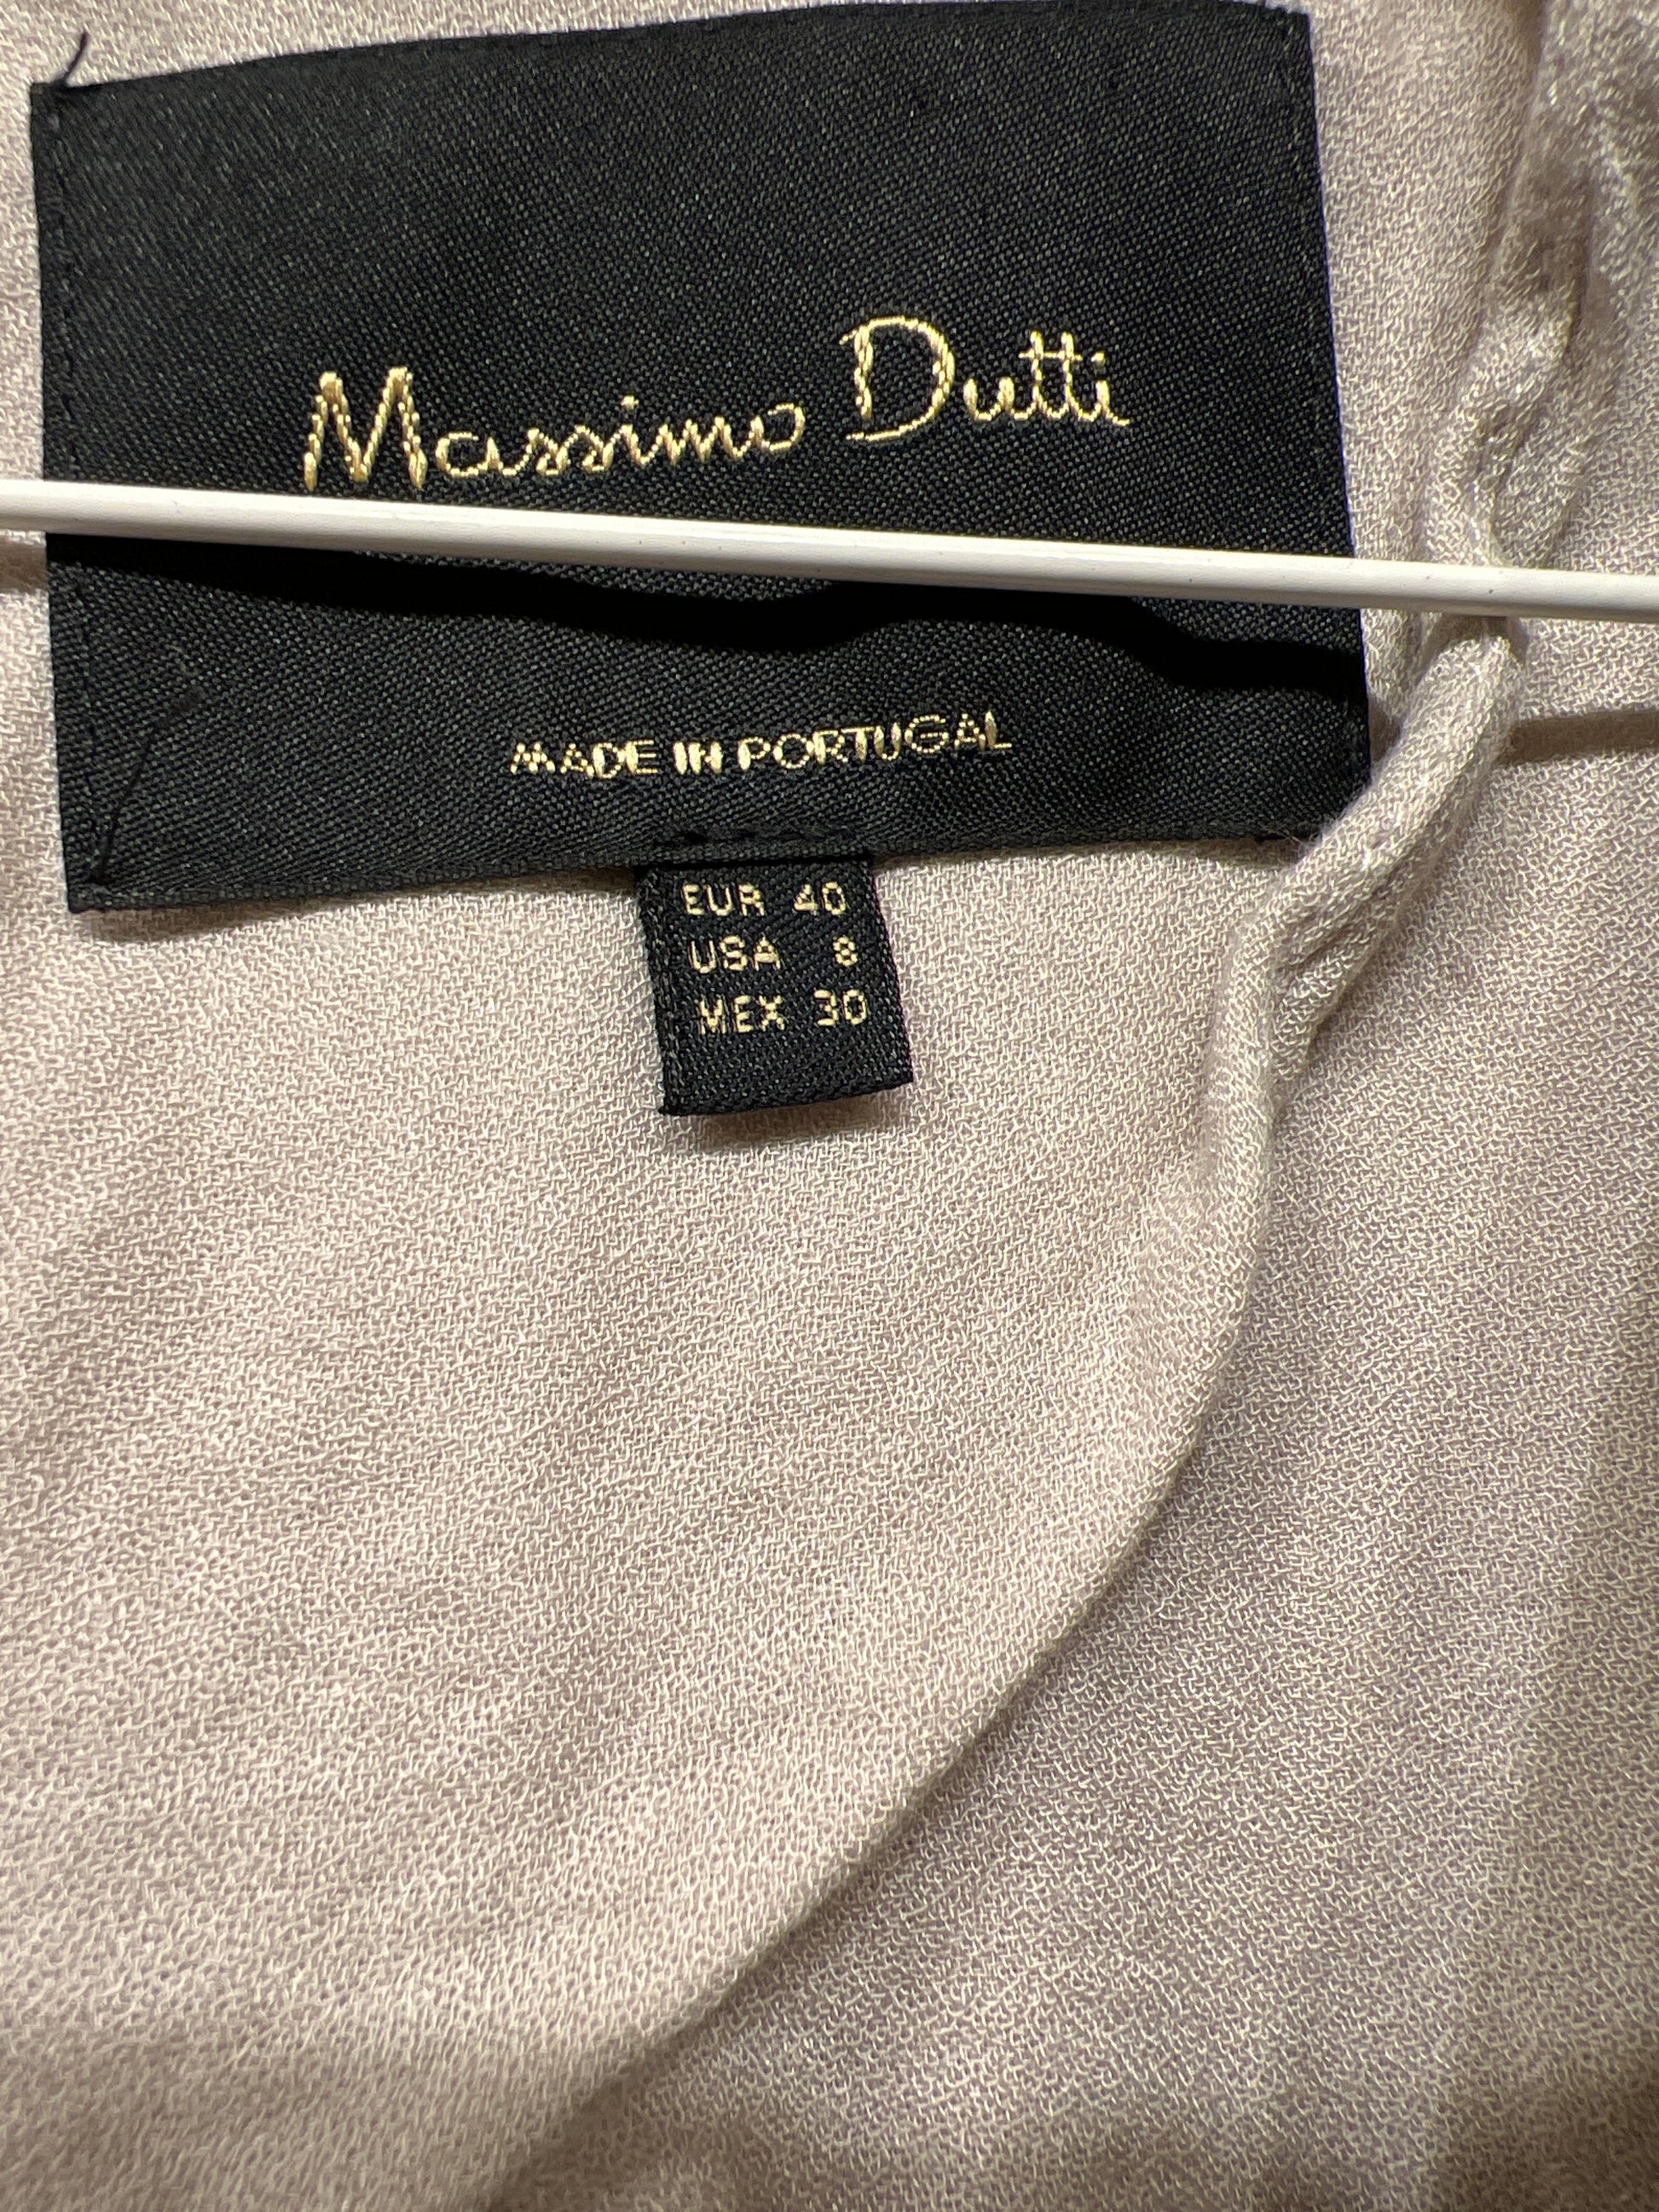 Massimo Dutti
MADE IN PORTUGAL
EUR 40
USA 8
MEX 30